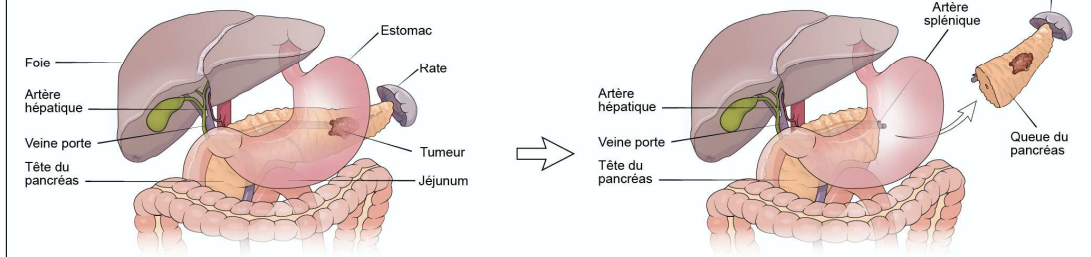 Foie
Artère
hépatique
Veine porte
Tête du
pancréas
Estomac
Rate
Tumeur
Jéjunum
Artère
splénique
Artère
hépatique
Veine porte
Tête du
pancréas
Queue du
pancréas